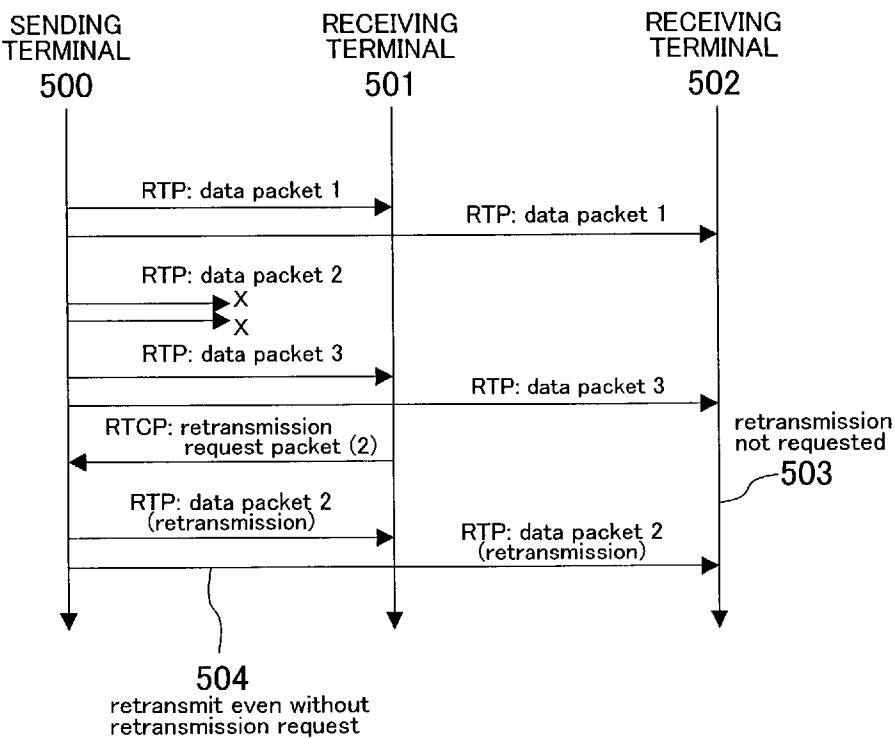 SENDING
TERMINAL
500
RECEIVING
TERMINAL
501
RECEIVING
TERMINAL
502
RTP: data packet 1
RTP: data packet 1
RTP: data packet 2
X
X
RTP: data packet 3
RTP: data packet 3
RTCP: retransmission
request packet (2)
retransmission
not requested
503
RTP: data packet 2
(retransmission)
RTP: data packet 2
(retransmission)
504
retransmit even without
retransmission request